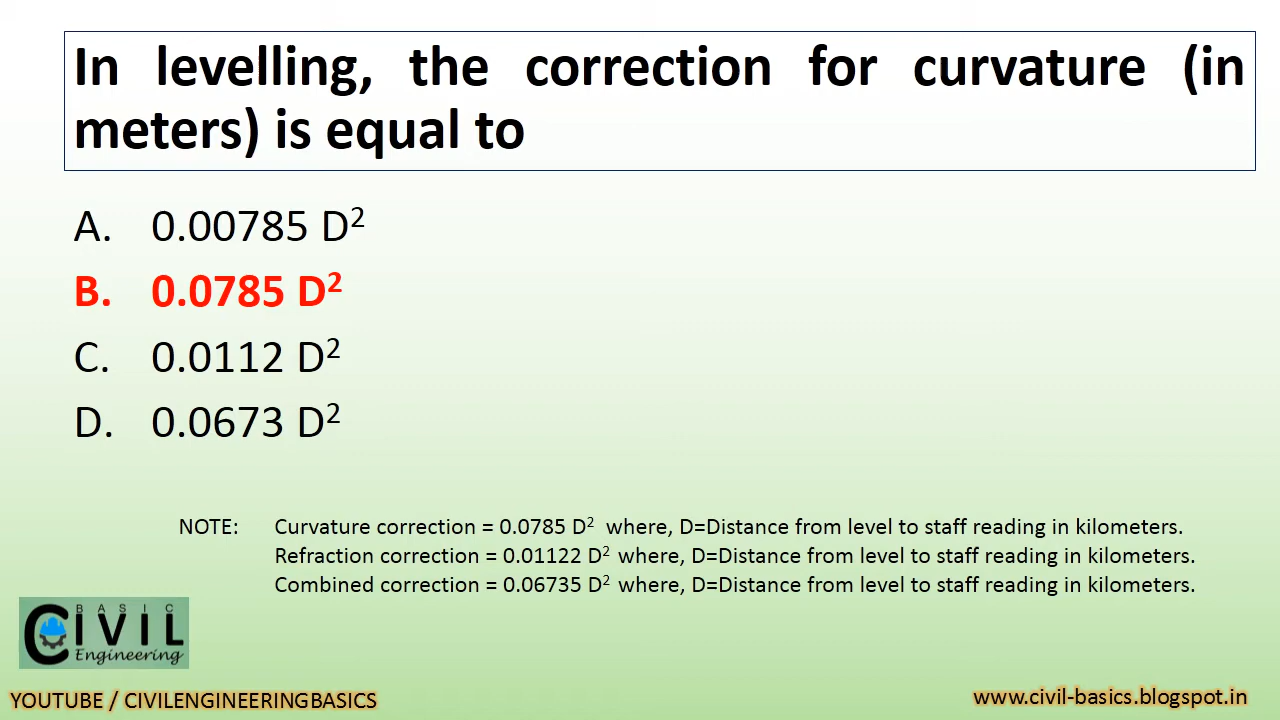 In levelling, the correction for curvature (in
meters) is equal to
A. 0.00785 D²
B. 0.0785 D²
C. 0.0112 D²
D. 0.0673 D²
NOTE: Curvature correction = 0.0785 D² where, D=Distance from level to staff reading in kilometers.
Refraction correction = 0.01122 D² where, D=Distance from level to staff reading in kilometers.
Combined correction = 0.06735 D² where, D=Distance from level to staff reading in kilometers.
BASIC
CIVIL
Engineering
YOUTUBE / CIVILENGINEERINGBASICS
www.civil-basics.blogspot.in